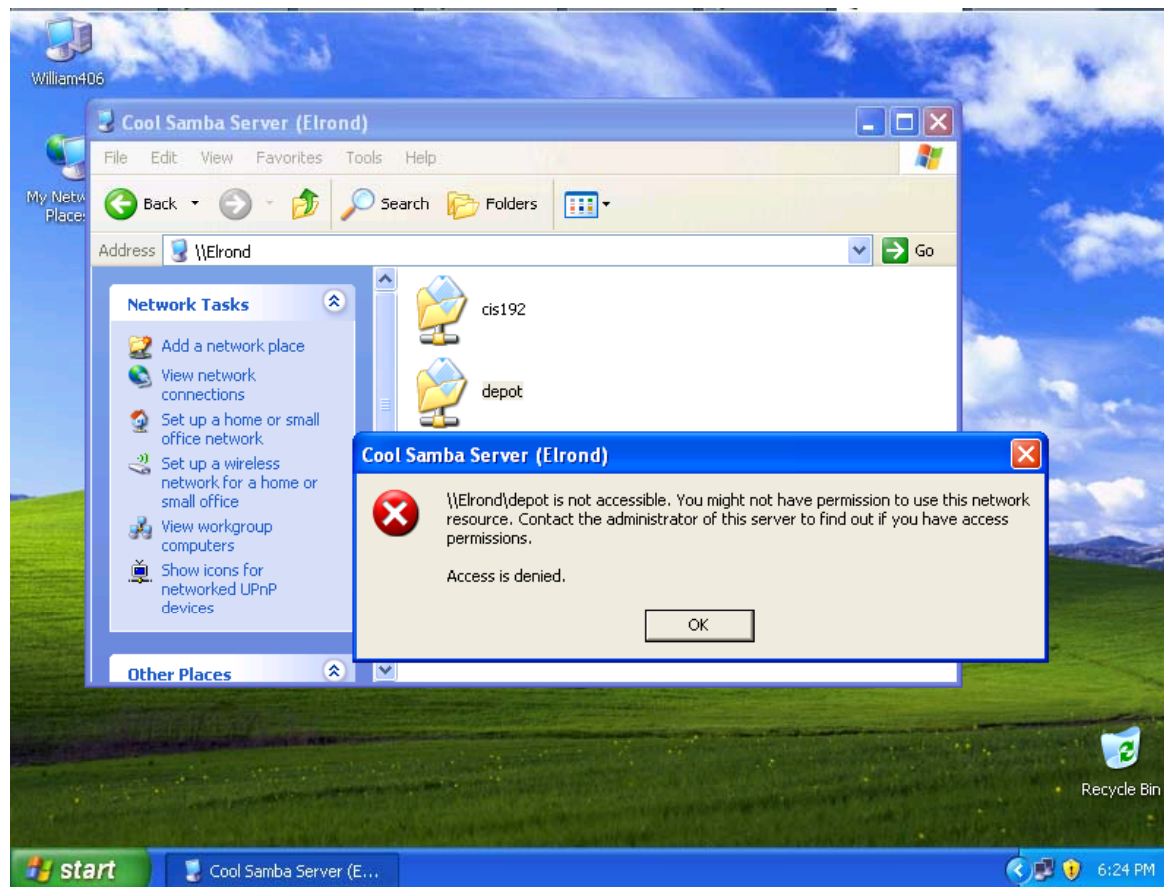 William406
My Netw
Place:
Cool Samba Server (Elrond)
File Edit View Favorites Tools Help
Back Search Folders
Address \\Elrond Go
Network Tasks
Add a network place
View network
connections
Set up a home or small
office network
Set up a wireless
network for a home or
small office
View workgroup
computers
Show icons for
networked UPnP
devices
Other Places
cis192
depot
Cool Samba Server (Elrond)
\\Elrond\depot is not accessible. You might not have permission to use this network
resource. Contact the administrator of this server to find out if you have access
permissions.
Access is denied.
OK
Recycle Bin
start Cool Samba Server (E... 6:24 PM